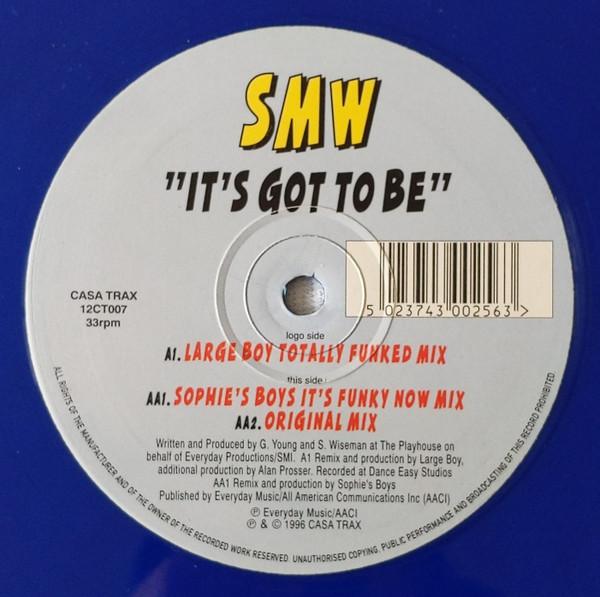 SMW
"IT'S GOT TO BE"
CASA TRAX
12CT007
33rpm
5 023743 002563 >
logo side
A1. LARGE BOY TOTALLY FUNKED MIX
this side
AA1. SOPHIE'S BOYS IT'S FUNKY NOW MIX
AA2. ORIGINAL MIX
Written and Produced by G. Young and S. Wiseman at The Playhouse on
behalf of Everyday Productions/SMI. A1 Remix and production by Large Boy,
additional production by Alan Prosser. Recorded at Dance Easy Studios
AA1 Remix and production by Sophie's Boys
Published by Everyday Music/All American Communications Inc (AACI)
℗ Everyday Music/AACI
℗ & © 1996 CASA TRAX
ALL RIGHTS OF THE MANUFACTURER AND OF THE OWNER OF THE RECORDED WORK RESERVED. UNAUTHORISED COPYING, PUBLIC PERFORMANCE AND BROADCASTING OF THIS RECORD PROHIBITED